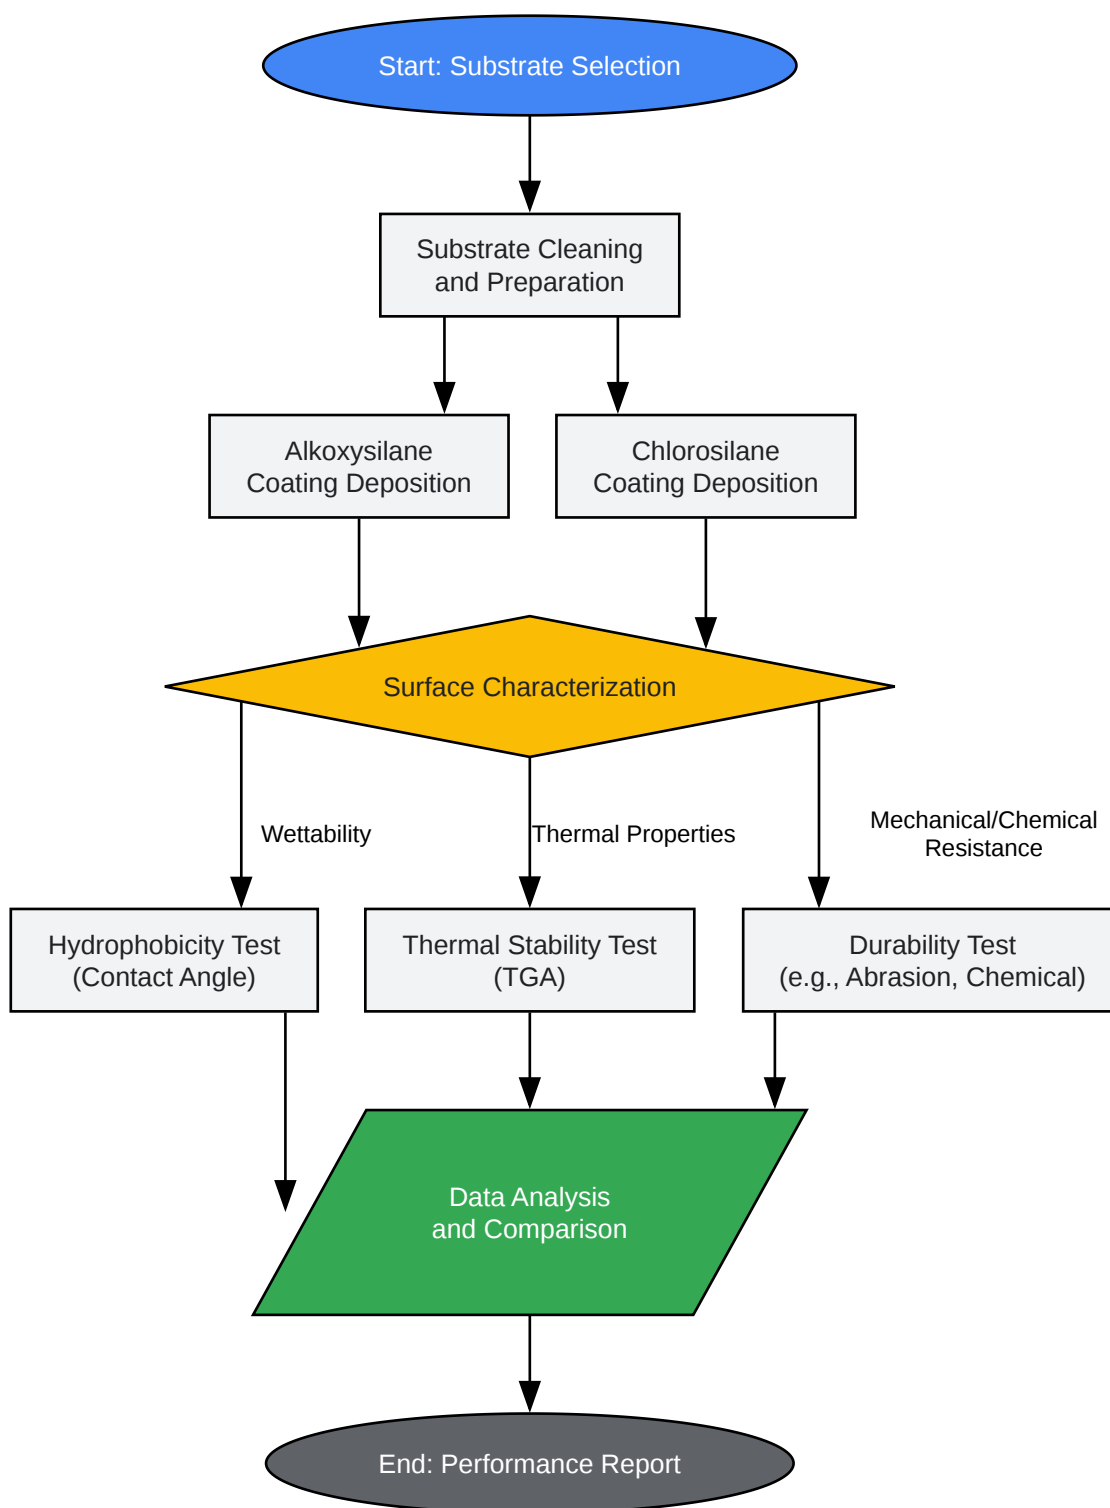 Start: Substrate Selection
Substrate Cleaning
and Preparation
Alkoxysilane
Coating Deposition
Chlorosilane
Coating Deposition
Surface Characterization
Wettability
Thermal Properties
Mechanical/Chemical
Resistance
Hydrophobicity Test
(Contact Angle)
Thermal Stability Test
(TGA)
Durability Test
(e.g., Abrasion, Chemical)
Data Analysis
and Comparison
End: Performance Report